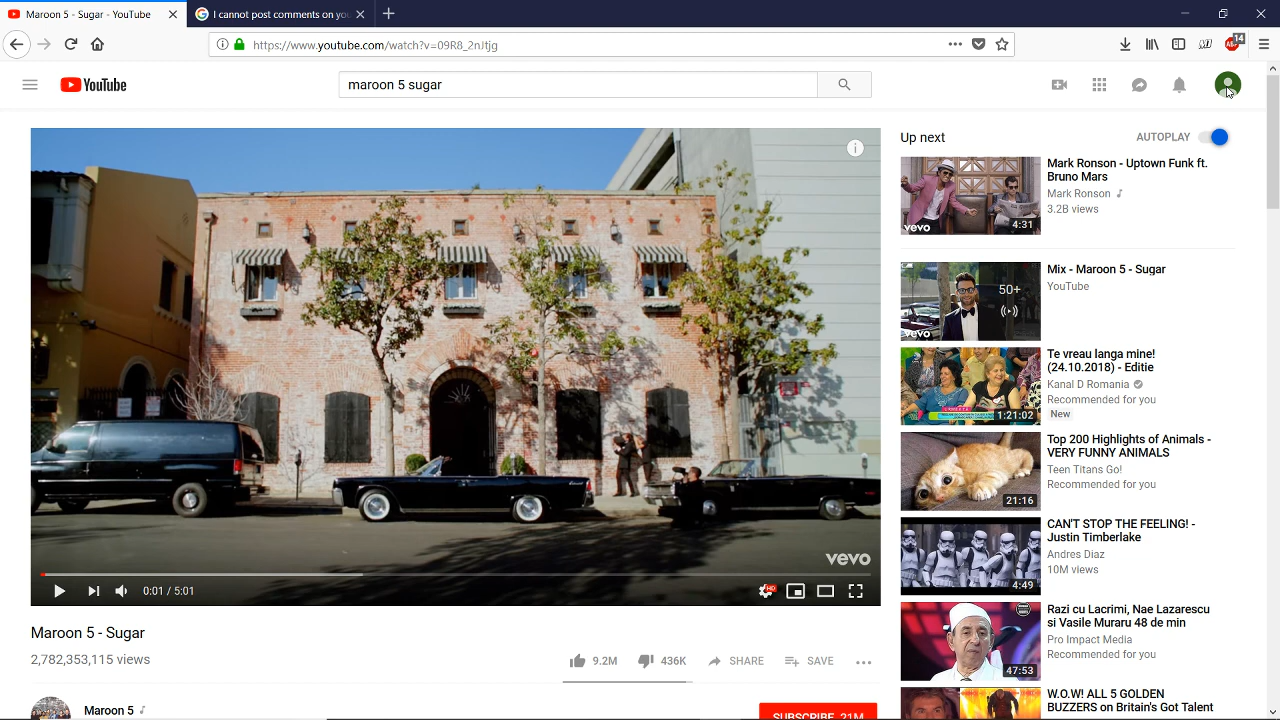 Maroon 5 - Sugar - YouTube
I cannot post comments on you
https://www.youtube.com/watch?v=09R8_2nJtjg
14
YouTube
maroon 5 sugar
vevo
0:01 / 5:01
HD
Maroon 5 - Sugar
2,782,353,115 views
9.2M
436K
SHARE
SAVE
Maroon 5
SUBSCRIBE 21M
Up next
AUTOPLAY
vevo
4:31
Mark Ronson - Uptown Funk ft.
Bruno Mars
Mark Ronson
3.2B views
50+
vevo
Mix - Maroon 5 - Sugar
YouTube
1:21:02
Te vreau langa mine!
(24.10.2018) - Editie
Kanal D Romania
Recommended for you
New
21:16
Top 200 Highlights of Animals -
VERY FUNNY ANIMALS
Teen Titans Go!
Recommended for you
4:49
CAN'T STOP THE FEELING! -
Justin Timberlake
Andres Diaz
10M views
47:53
Razi cu Lacrimi, Nae Lazarescu
si Vasile Muraru 48 de min
Pro Impact Media
Recommended for you
W.O.W! ALL 5 GOLDEN
BUZZERS on Britain's Got Talent